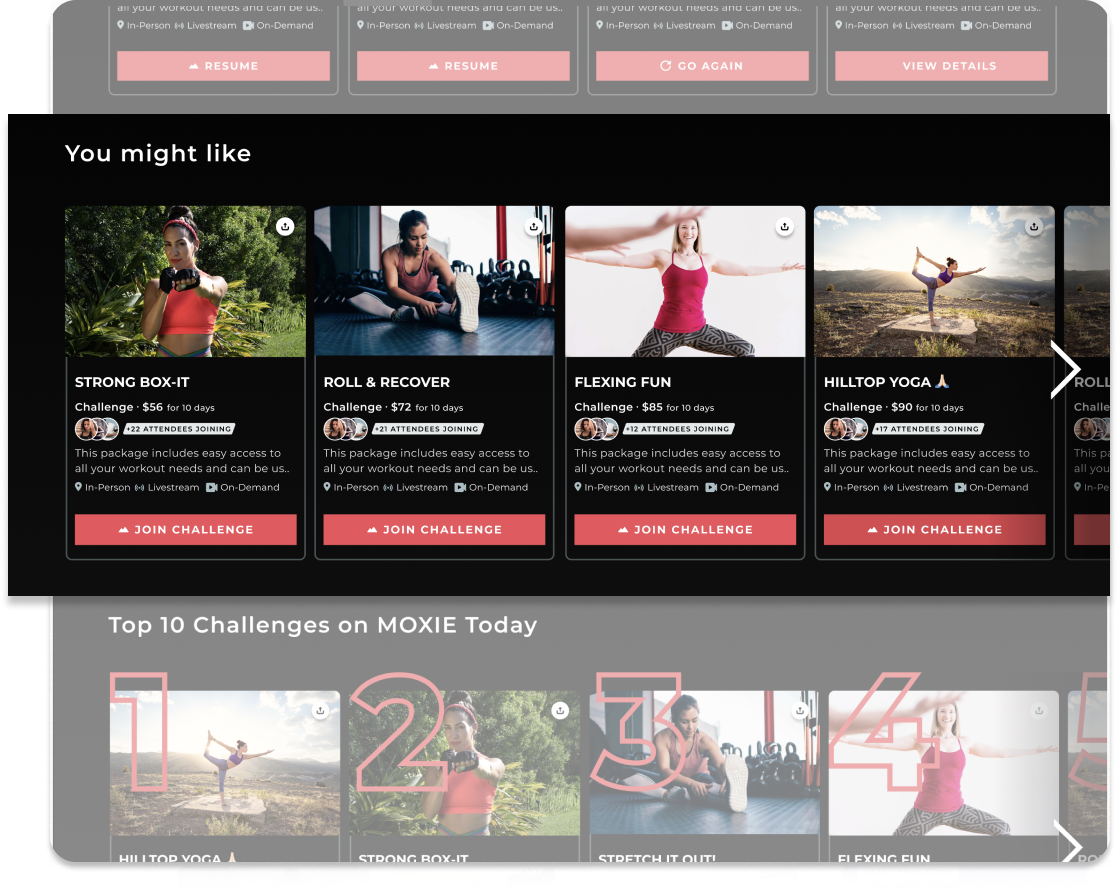 all your workout needs and can be us..
all your workout needs and can be us..
all your workout needs and can be us..
all your workout needs and can be us..
In-Person Livestream On-Demand
In-Person Livestream On-Demand
In-Person Livestream On-Demand
In-Person Livestream On-Demand
RESUME
RESUME
GO AGAIN
VIEW DETAILS
You might like
STRONG BOX-IT
Challenge · $56 for 10 days
+22 ATTENDEES JOINING
This package includes easy access to
all your workout needs and can be us..
In-Person Livestream On-Demand
JOIN CHALLENGE
ROLL & RECOVER
Challenge · $72 for 10 days
+21 ATTENDEES JOINING
This package includes easy access to
all your workout needs and can be us..
In-Person Livestream On-Demand
JOIN CHALLENGE
FLEXING FUN
Challenge · $85 for 10 days
+12 ATTENDEES JOINING
This package includes easy access to
all your workout needs and can be us..
In-Person Livestream On-Demand
JOIN CHALLENGE
HILLTOP YOGA 🙏🏻
Challenge · $90 for 10 days
+17 ATTENDEES JOINING
This package includes easy access to
all your workout needs and can be us..
In-Person Livestream On-Demand
JOIN CHALLENGE
ROLL
Challe
This pa
all you
In-Pe
Top 10 Challenges on MOXIE Today
1
2
3
4
5
HILLTOP YOGA 🙏🏻
STRONG BOX-IT
STRETCH IT OUT!
FLEXING FUN
RO